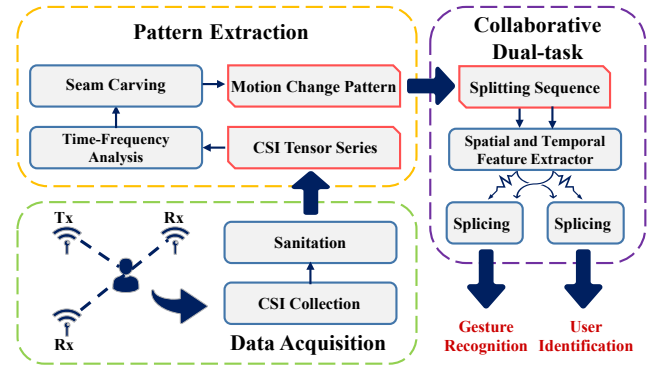 Pattern Extraction
Seam Carving
Motion Change Pattern
Time-Frequency
Analysis
CSI Tensor Series
Collaborative
Dual-task
Splitting Sequence
Spatial and Temporal
Feature Extractor
Splicing
Splicing
Gesture
Recognition
User
Identification
Tx
Rx
Rx
Sanitation
CSI Collection
Data Acquisition